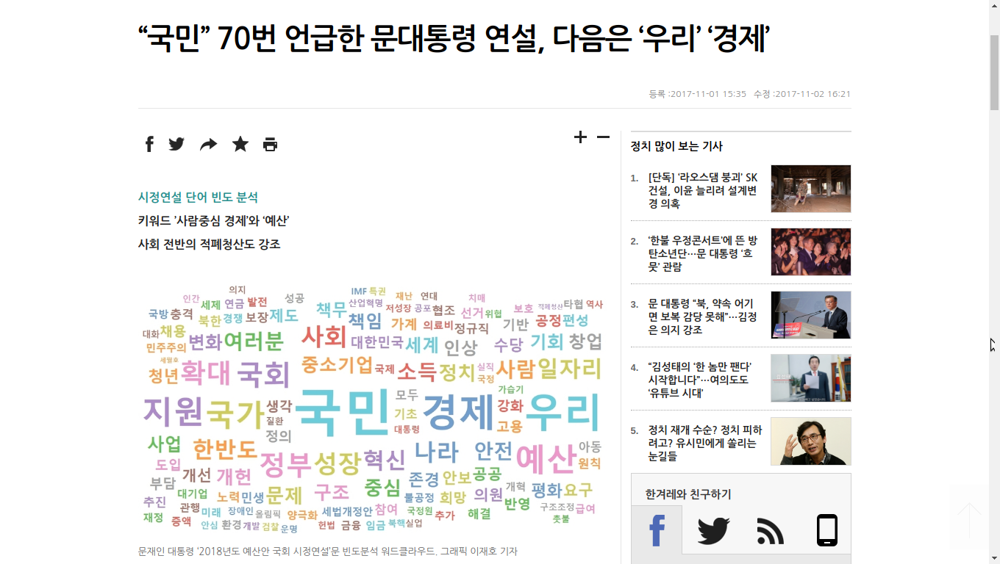 “국민” 70번 언급한 문대통령 연설, 다음은 ‘우리’ ‘경제’
등록 :2017-11-01 15:35 수정 :2017-11-02 16:21
시정연설 단어 빈도 분석
키워드 ’사람중심 경제’와 ‘예산’
사회 전반의 적폐청산도 강조
의지 IMF 특권
인간 세제 연금 발전 성공 산업혁명 재난 연대 치매
국방 충격 북한 경쟁 보장 제도 책무 저성장 공포 협조 선거 위협 보호 적폐청산 타협 역사
대화 채용 책임 가계 의료비 정규직 기반 공정 편성
민주주의 변화 여러분 사회 대한민국 세계 인상 수당 기회 창업
세월호 청년 확대 국회 중소기업 국제 소득 정치 실직 국정 사람 일자리
지원 국가 생각 질환 국민 모두 기초 대통령 경제 가습기 강화 고용 우리
사업 한반도 정의 나라 안전 예산 아동
도입 정부 성장 혁신 원칙
부담 개선 개헌 존경 안보 공공
추진 대기업 노력 민생 문제 구조 중심 불공정 희망 의원 개혁 평화 요구
재정 관행 미래 장애인 올림픽 양극화 세법개정안 참여 국정원 추가 해결 반영 구조조정 급여
증액 안심 환경 개발 검찰 운명 헌법 금융 임금 북핵 실업 촛불
문재인 대통령 ‘2018년도 예산안 국회 시정연설’문 빈도분석 워드클라우드. 그래픽 이재호 기자
정치 많이 보는 기사
1. [단독] ‘라오스댐 붕괴’ SK
건설, 이윤 늘리려 설계변
경 의혹
2. ‘한불 우정콘서트’에 뜬 방
탄소년단…문 대통령 ‘흐
뭇’ 관람
3. 문 대통령 “북, 약속 어기
면 보복 감당 못해”…김정
은 의지 강조
4. “김성태의 ‘한 놈만 팬다’
시작합니다”…여의도도
‘유튜브 시대’
5. 정치 재개 수순? 정치 피하
려고? 유시민에게 쏠리는
눈길들
한겨레와 친구하기